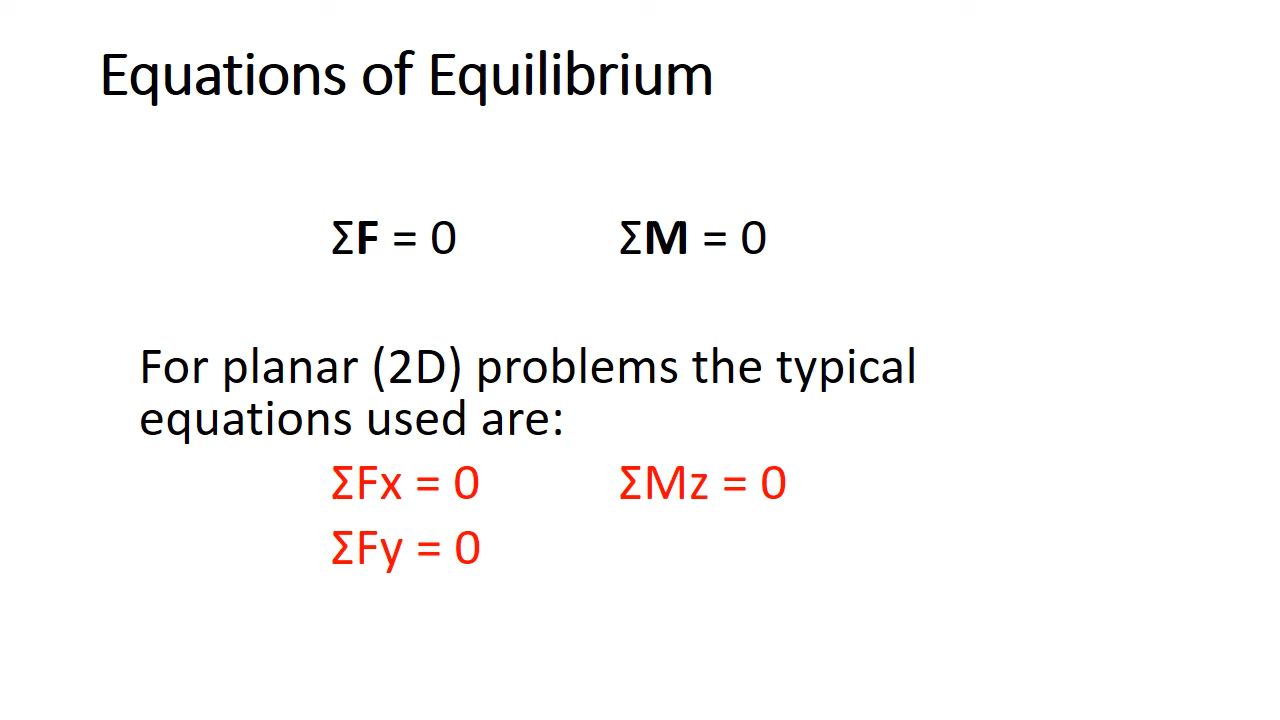 Equations of Equilibrium
ΣF = 0 ΣM = 0
For planar (2D) problems the typical
equations used are:
ΣFx = 0 ΣMz = 0
ΣFy = 0